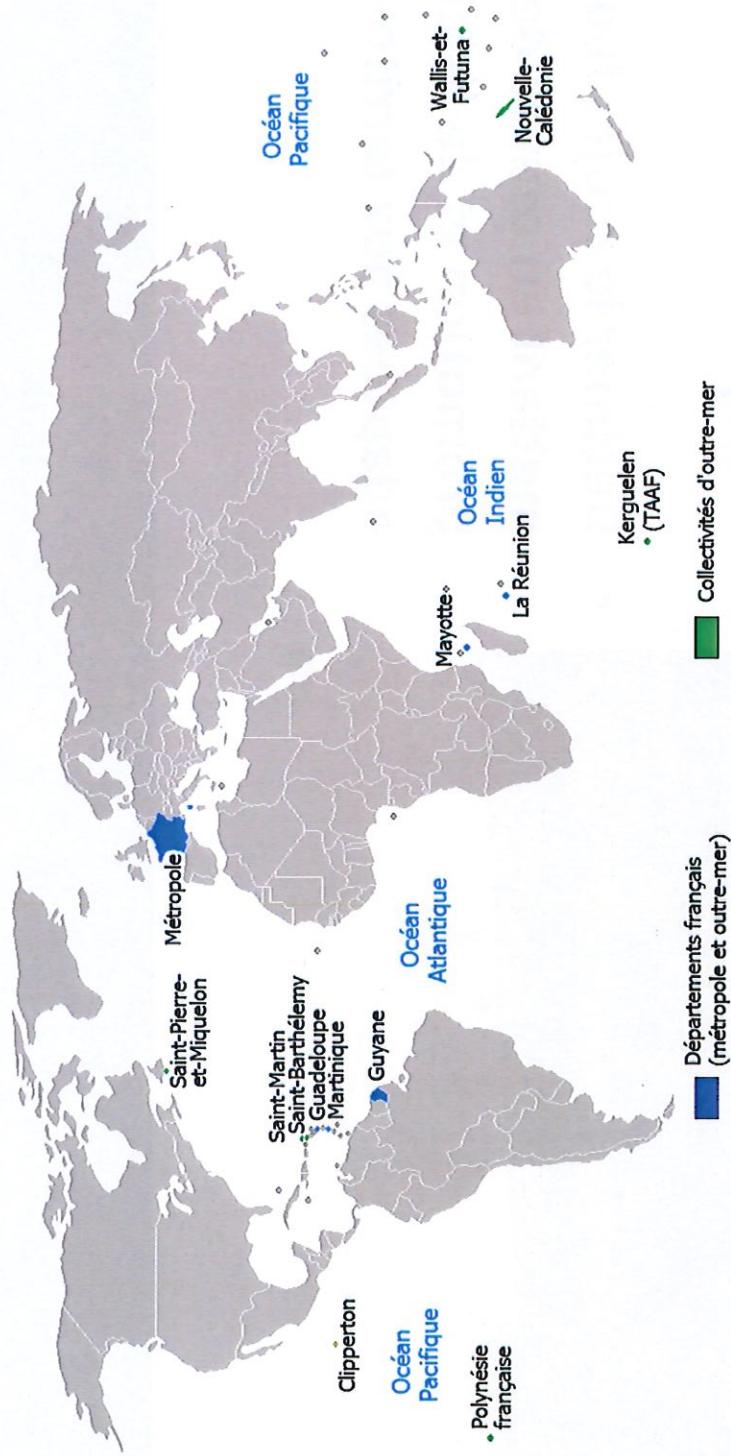 Métropole
Saint-Pierre-
et-Miquelon
Saint-Martin
Saint-Barthélemy
Guadeloupe
Martinique
Guyane
Clipperton
Océan
Pacifique
Polynésie
française
Océan
Atlantique
Mayotte
La Réunion
Océan
Indien
Kerguelen
(TAAF)
Océan
Pacifique
Wallis-et-
Futuna
Nouvelle-
Calédonie
Départements français
(métropole et outre-mer)
Collectivités d'outre-mer